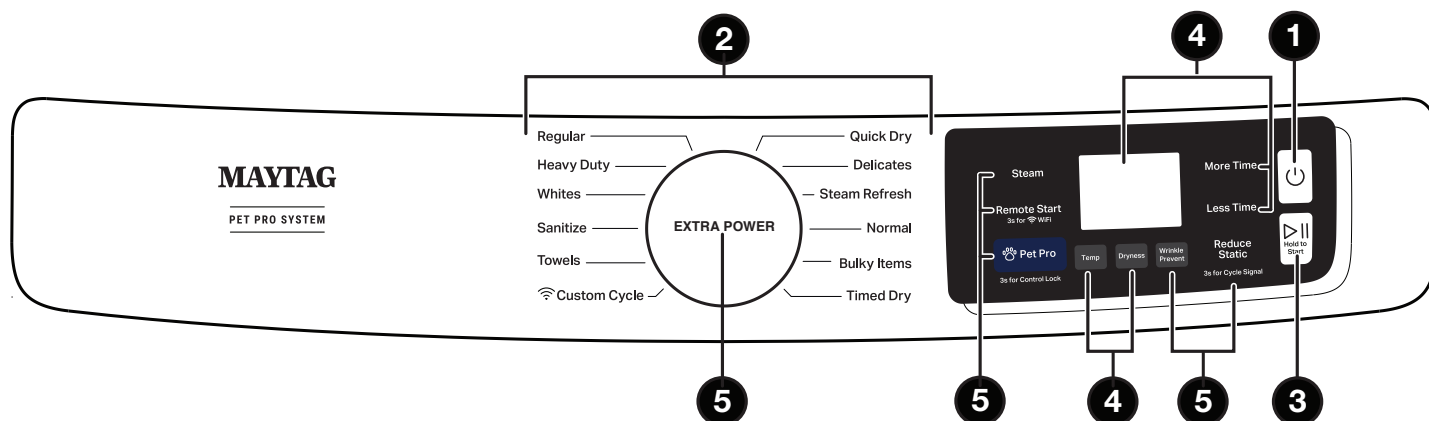 2
4
1
Regular
Quick Dry
Heavy Duty
Delicates
Whites
Steam Refresh
Sanitize
EXTRA POWER
Normal
Towels
Bulky Items
Custom Cycle
Timed Dry
MAYTAG
PET PRO SYSTEM
Steam
More Time
Remote Start
3s for WiFi
Less Time
Pet Pro
3s for Control Lock
Temp
Dryness
Wrinkle
Prevent
Reduce
Static
3s for Cycle Signal
Hold to
Start
5
5
4
5
3